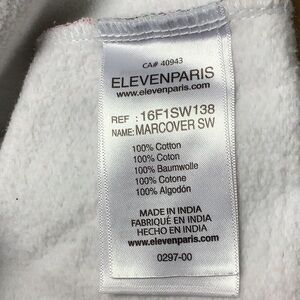 CA# 40943
ELEVENPARIS
www.elevenparis.com
REF : 16F1SW138
NAME: MARCOVER SW
100% Cotton
100% Coton
100% Baumwolle
100% Cotone
100% Algodón
MADE IN INDIA
FABRIQUÉ EN INDIA
HECHO EN INDIA
www.elevenparis.com
0297-00